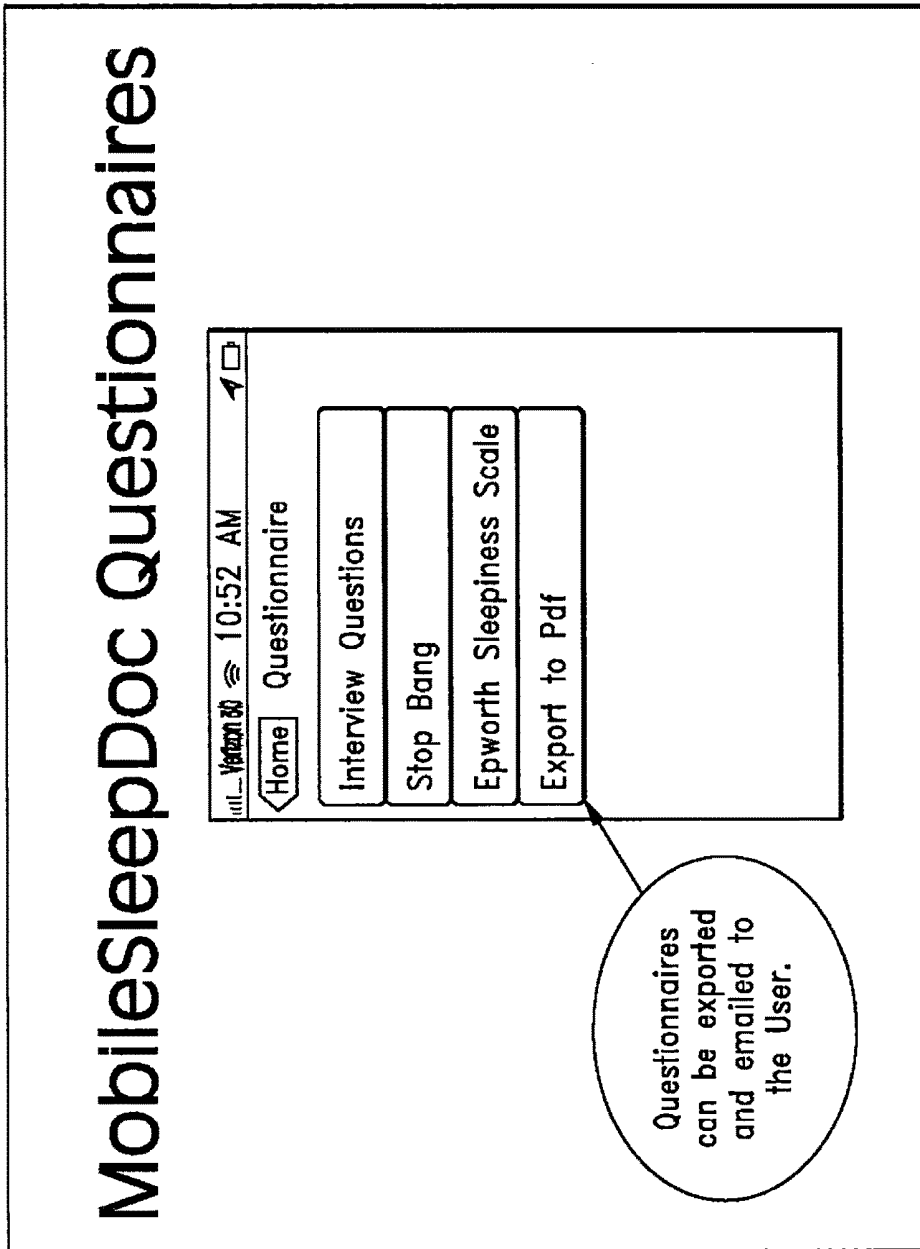 MobileSleepDoc Questionnaires
10:52 AM
Home Questionnaire
Interview Questions
Stop Bang
Epworth Sleepiness Scale
Export to Pdf
Questionnaires
can be exported
and emailed to
the User.